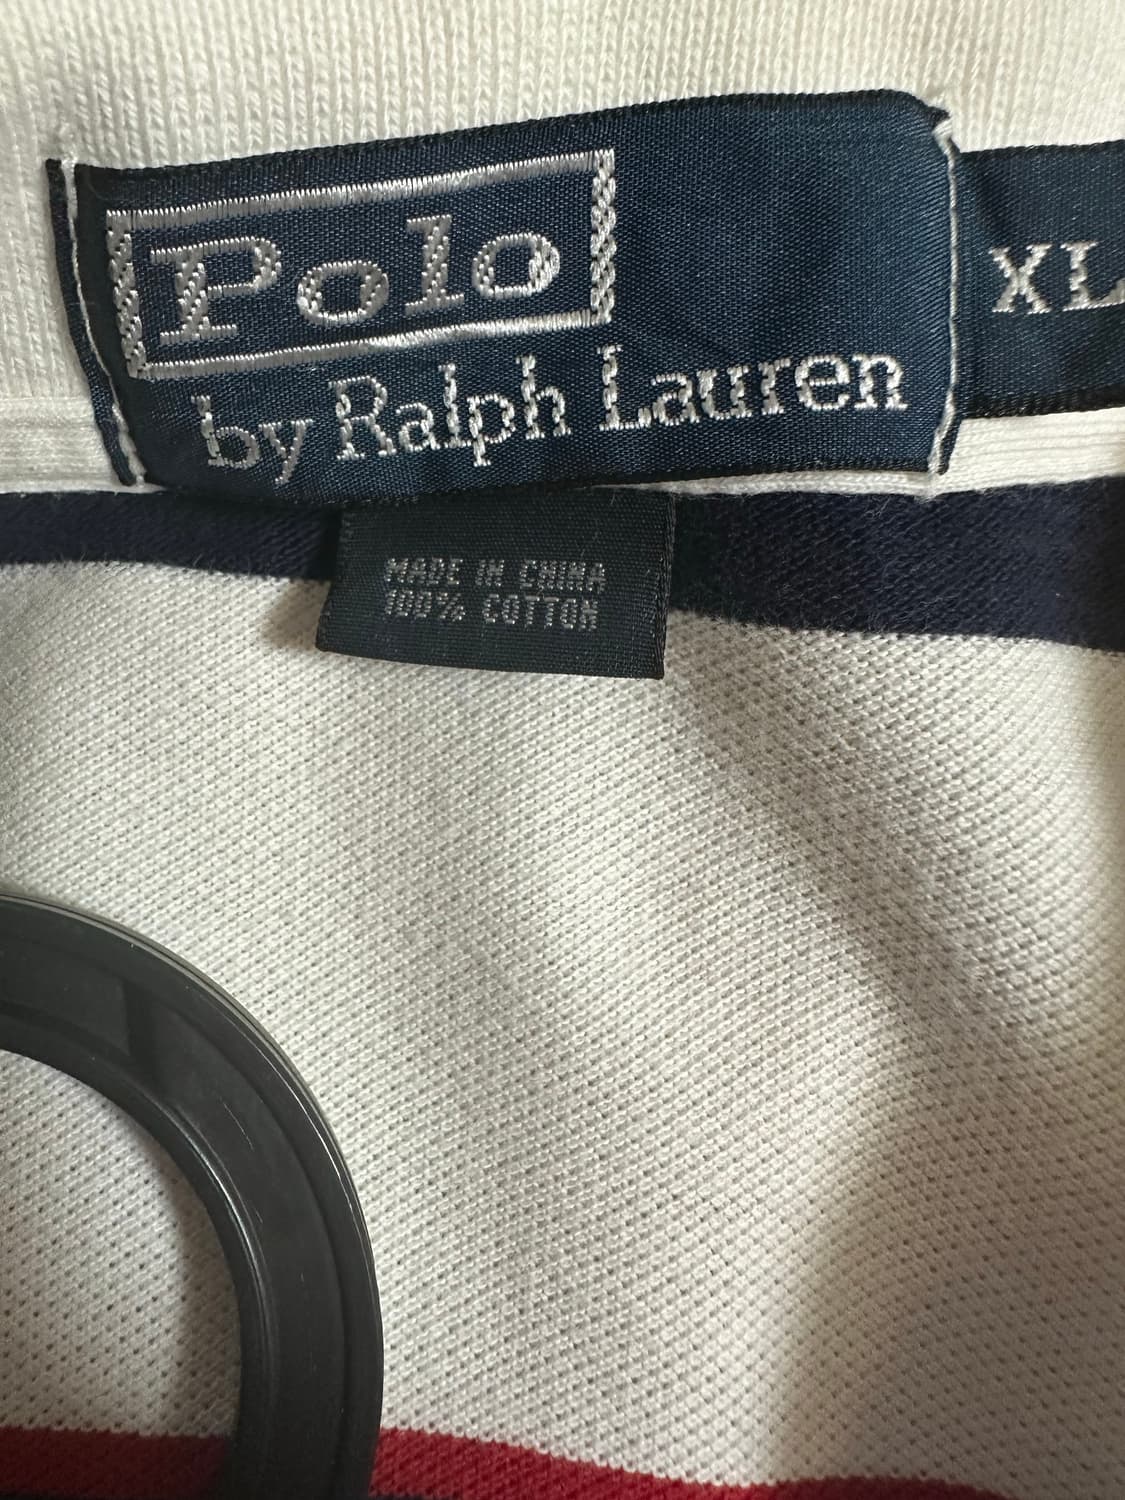 Polo
by Ralph Lauren
XL
MADE IN CHINA
100% COTTON